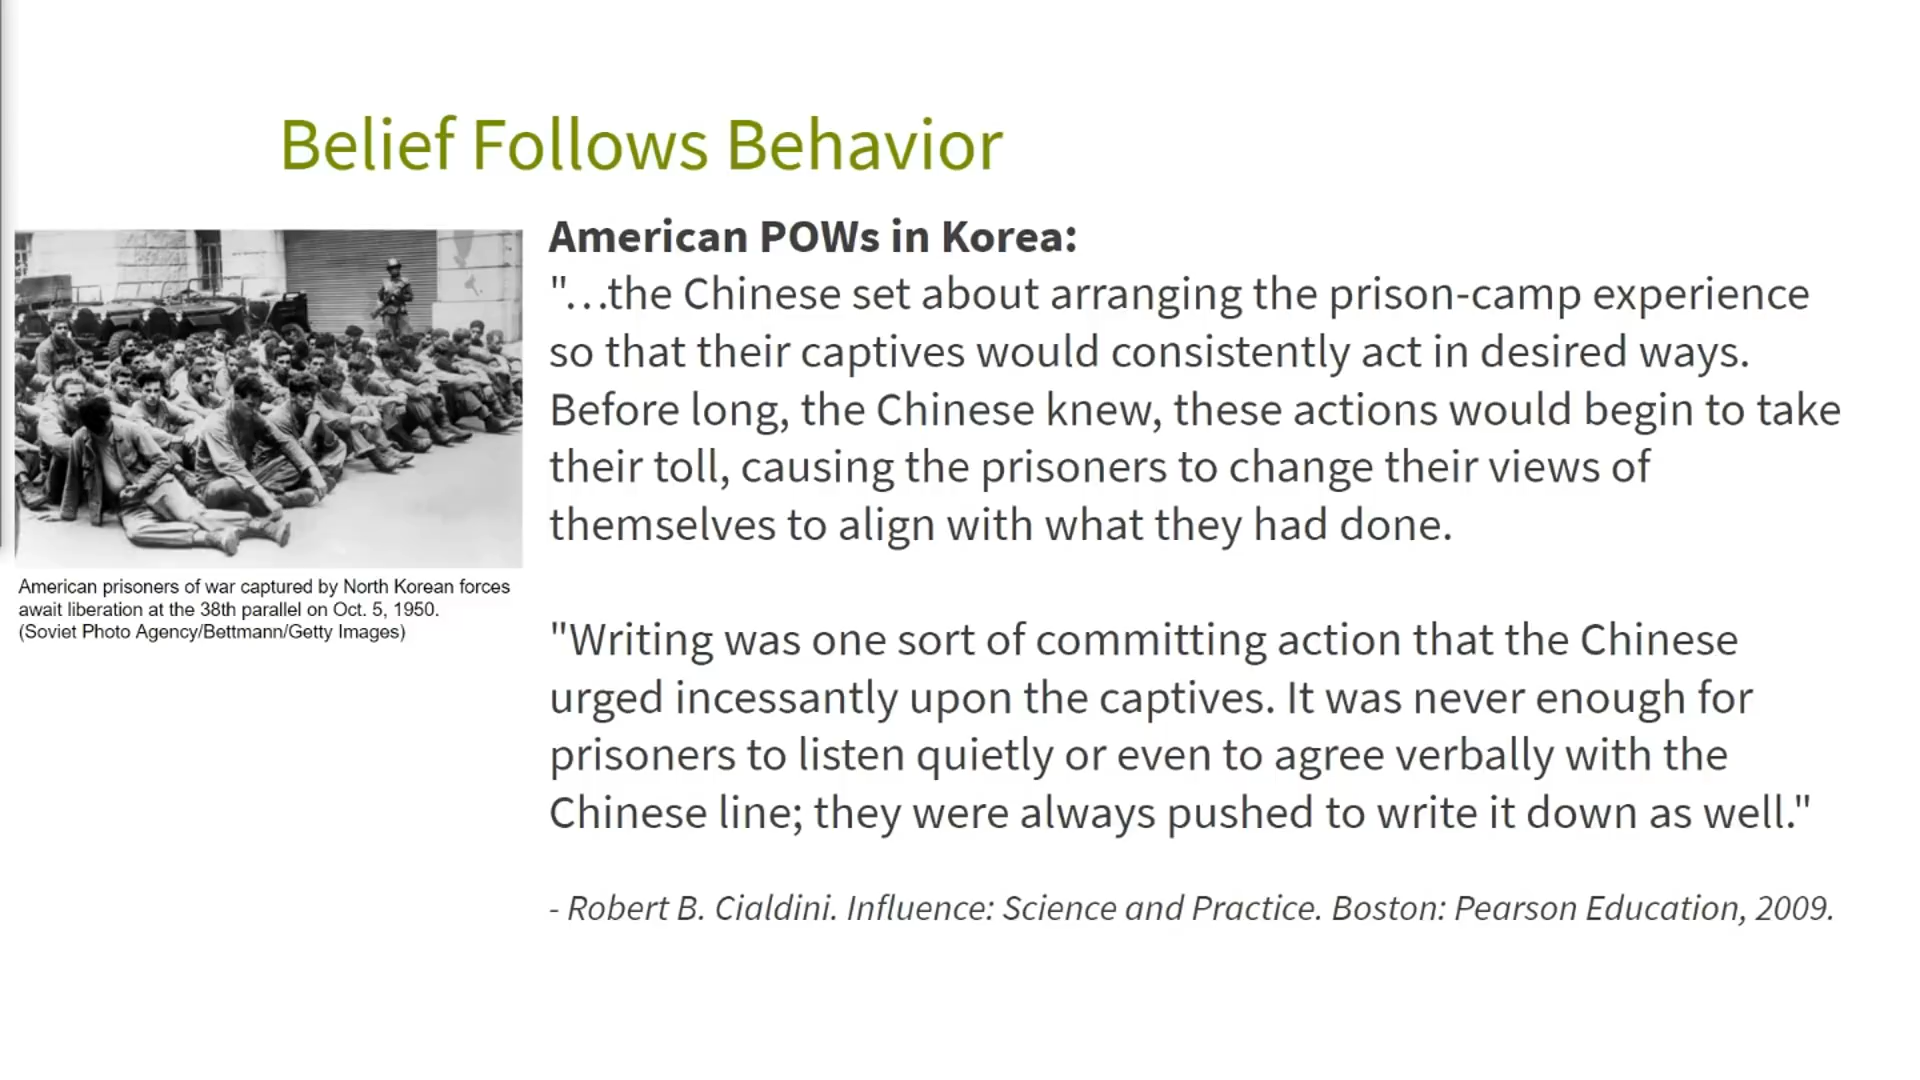 Belief Follows Behavior
American POWs in Korea:
"…the Chinese set about arranging the prison-camp experience
so that their captives would consistently act in desired ways.
Before long, the Chinese knew, these actions would begin to take
their toll, causing the prisoners to change their views of
themselves to align with what they had done.
"Writing was one sort of committing action that the Chinese
urged incessantly upon the captives. It was never enough for
prisoners to listen quietly or even to agree verbally with the
Chinese line; they were always pushed to write it down as well."
- Robert B. Cialdini. Influence: Science and Practice. Boston: Pearson Education, 2009.
American prisoners of war captured by North Korean forces
await liberation at the 38th parallel on Oct. 5, 1950.
(Soviet Photo Agency/Bettmann/Getty Images)